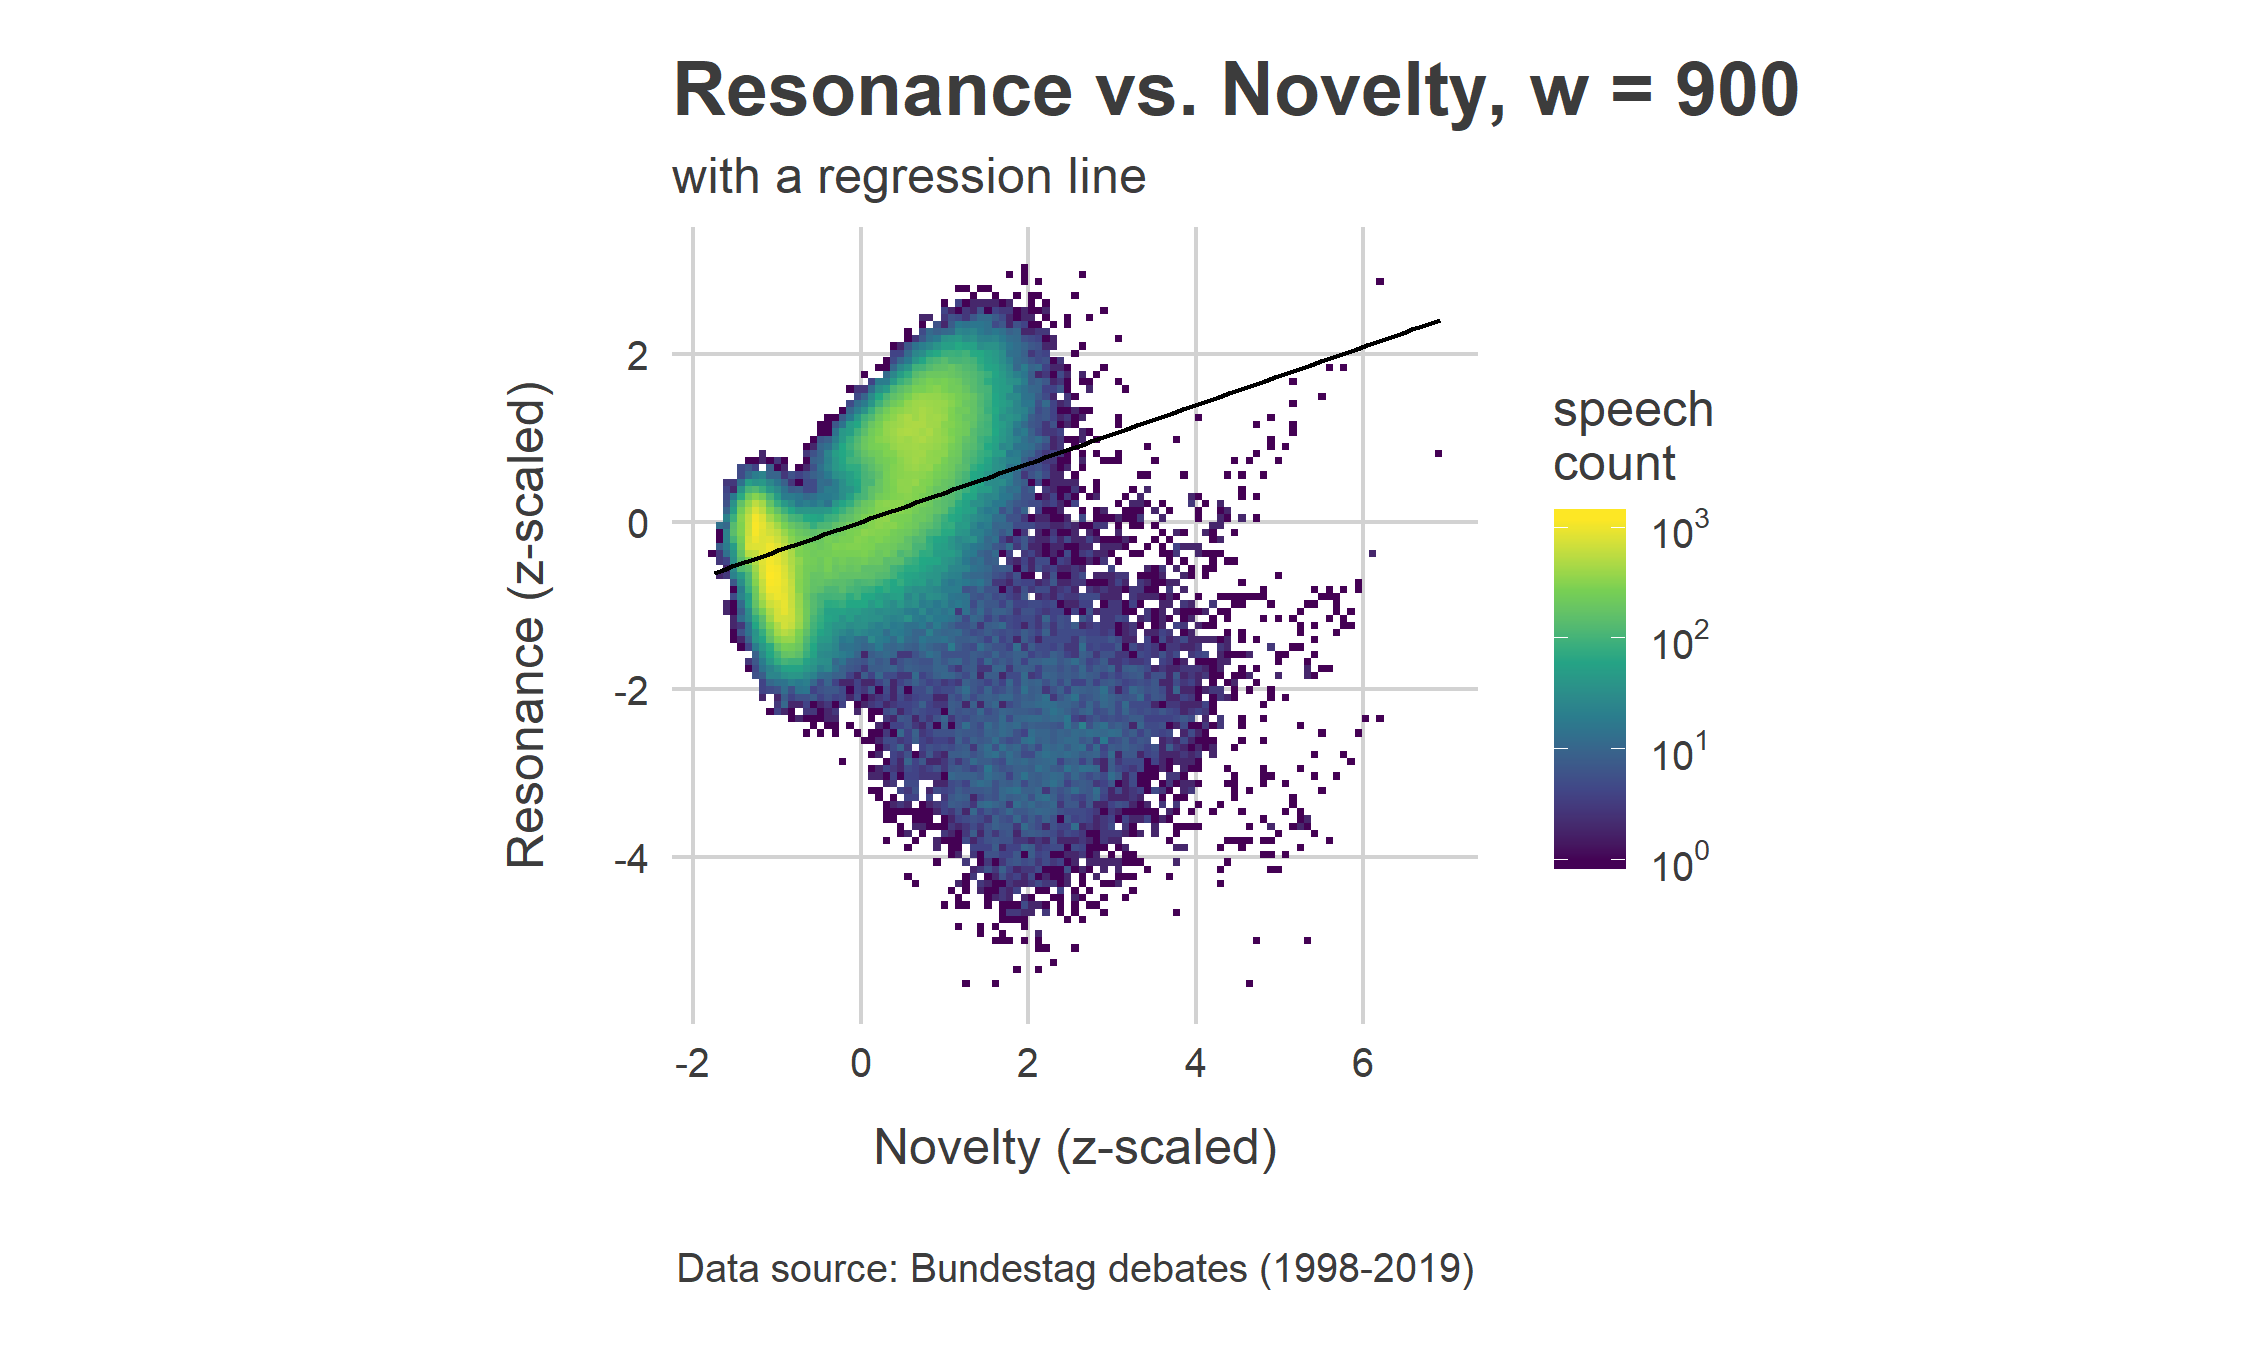 Resonance vs. Novelty, w = 900
with a regression line
Resonance (z-scaled)
2
0
-2
-4
-2 0 2 4 6
Novelty (z-scaled)
speech
count
10³
10²
10¹
10⁰
Data source: Bundestag debates (1998-2019)